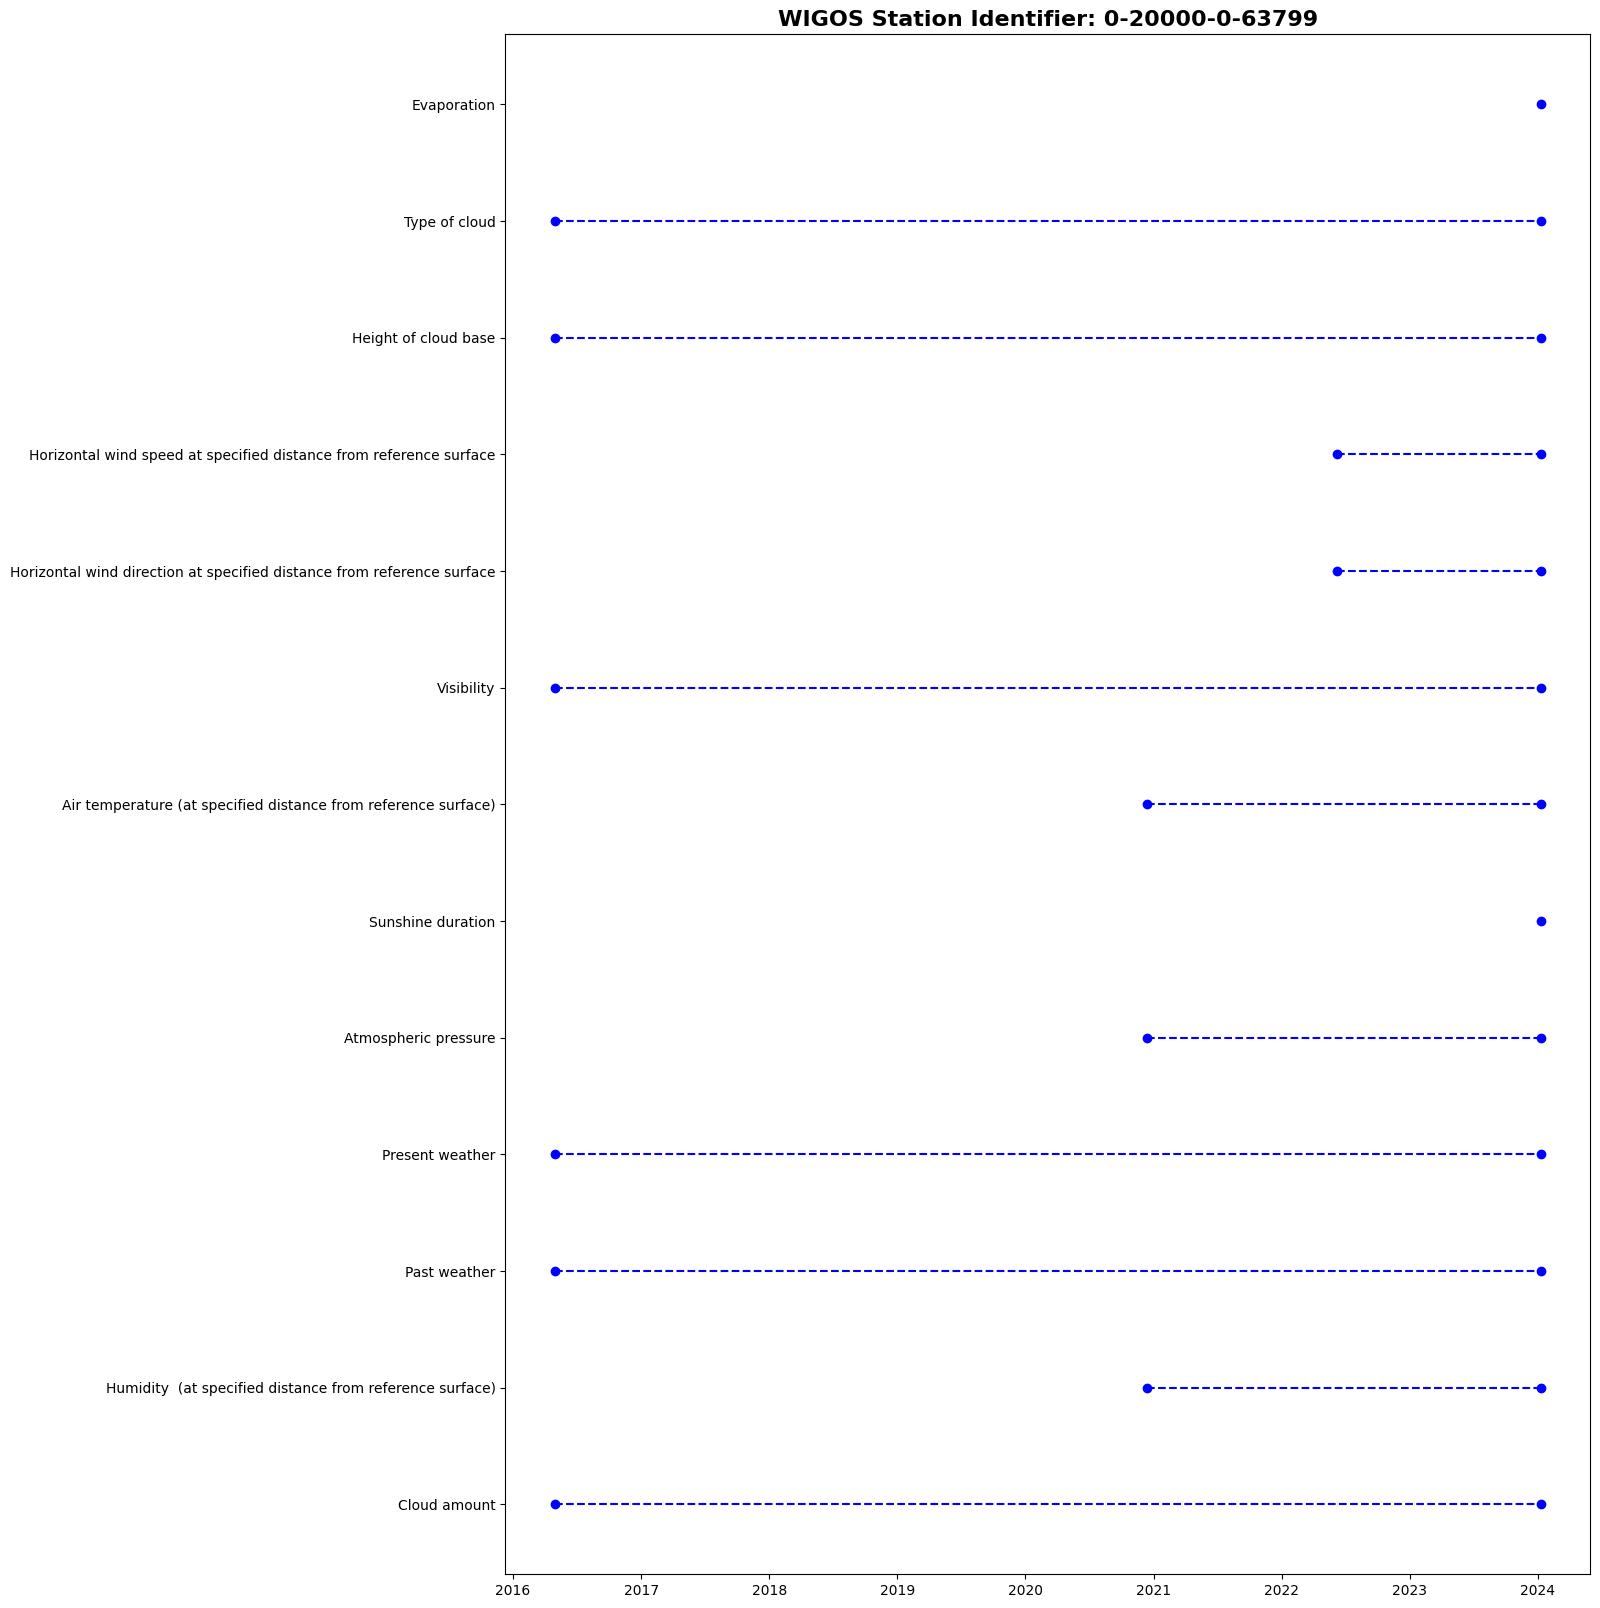 WIGOS Station Identifier: 0-20000-0-63799
Evaporation
Type of cloud
Height of cloud base
Horizontal wind speed at specified distance from reference surface
Horizontal wind direction at specified distance from reference surface
Visibility
Air temperature (at specified distance from reference surface)
Sunshine duration
Atmospheric pressure
Present weather
Past weather
Humidity  (at specified distance from reference surface)
Cloud amount
2016 2017 2018 2019 2020 2021 2022 2023 2024